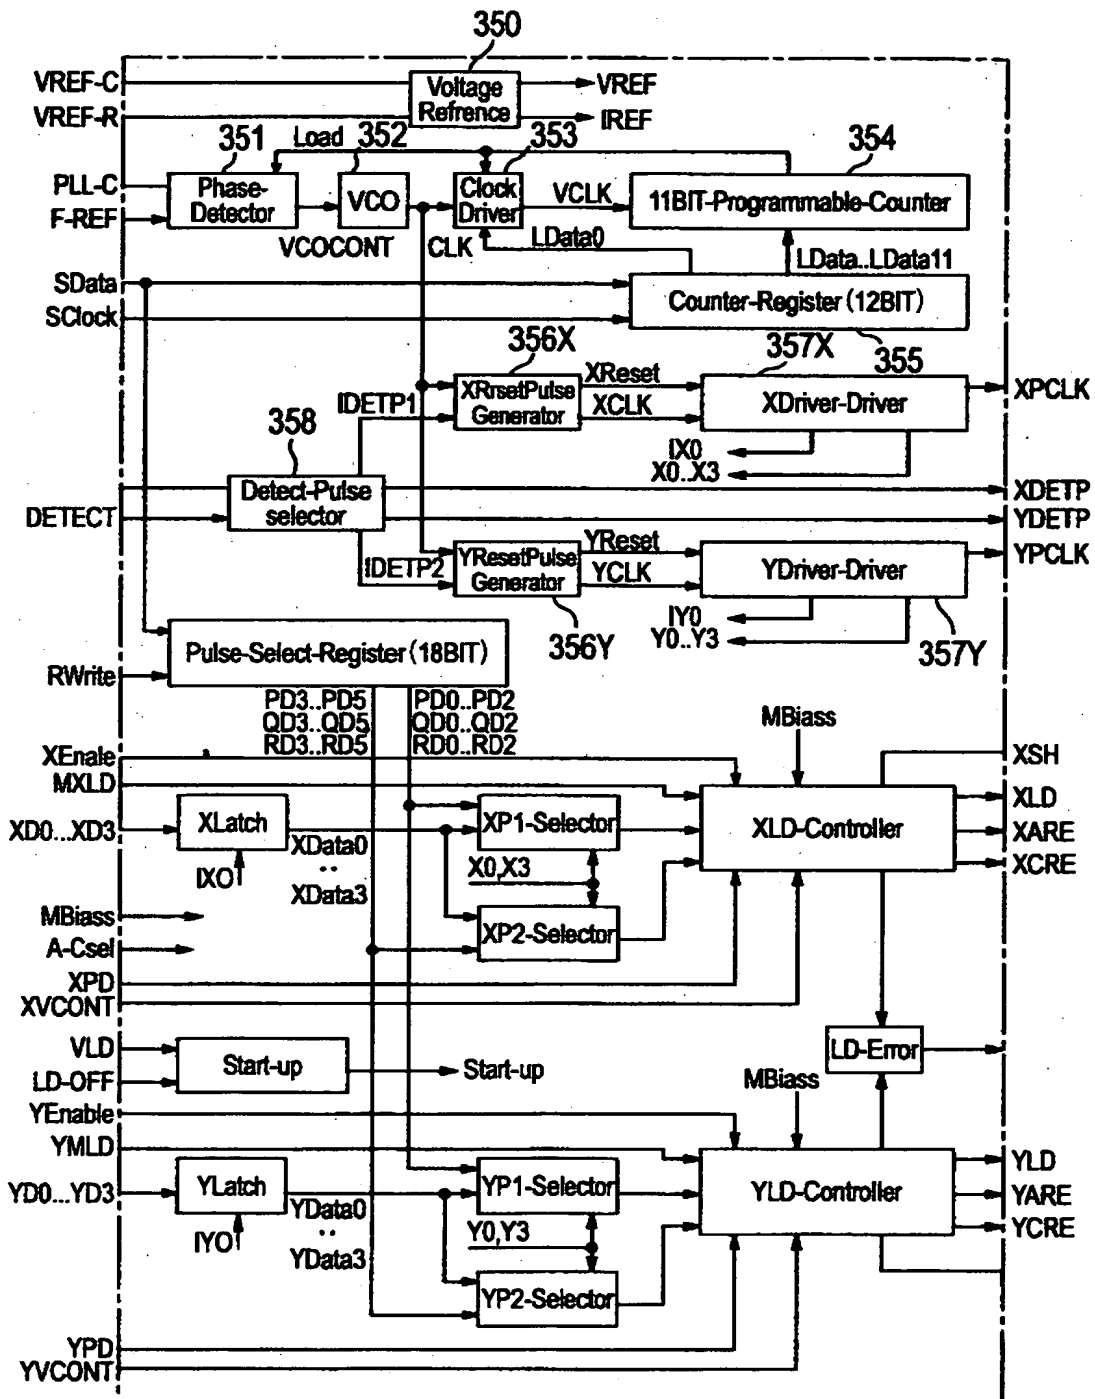 350
VREF-C
Voltage
Refrence
VREF
VREF-R
IREF
351
Load
352
353
354
PLL-C
F-REF
Phase-
Detector
VCO
Clock
Driver
VCLK
11BIT-Programmable-Counter
VCOCONT
CLK
LData0
LData..LData11
SData
SClock
Counter-Register(12BIT)
355
356X
357X
XRrsetPulse
Generator
XReset
XCLK
XDriver-Driver
XPCLK
IDETP1
358
IX0
X0..X3
Detect-Pulse
selector
XDETP
DETECT
YDETP
IDETP2
YResetPulse
Generator
YReset
YCLK
YDriver-Driver
YPCLK
IY0
Y0..Y3
356Y
357Y
Pulse-Select-Register(18BIT)
RWrite
PD3..PD5
QD3..QD5
RD3..RD5
PD0..PD2
QD0..QD2
RD0..RD2
MBiass
XEnale
XSH
MXLD
XLD
XD0...XD3
XLatch
XData0
..
XData3
XP1-Selector
XLD-Controller
XARE
XCRE
IXO
X0,X3
MBiass
XP2-Selector
A-Csel
XPD
XVCONT
VLD
LD-OFF
Start-up
Start-up
LD-Error
MBiass
YEnable
YMLD
YLD
YD0...YD3
YLatch
YData0
..
YData3
YP1-Selector
YLD-Controller
YARE
YCRE
IYO
Y0,Y3
YP2-Selector
YPD
YVCONT